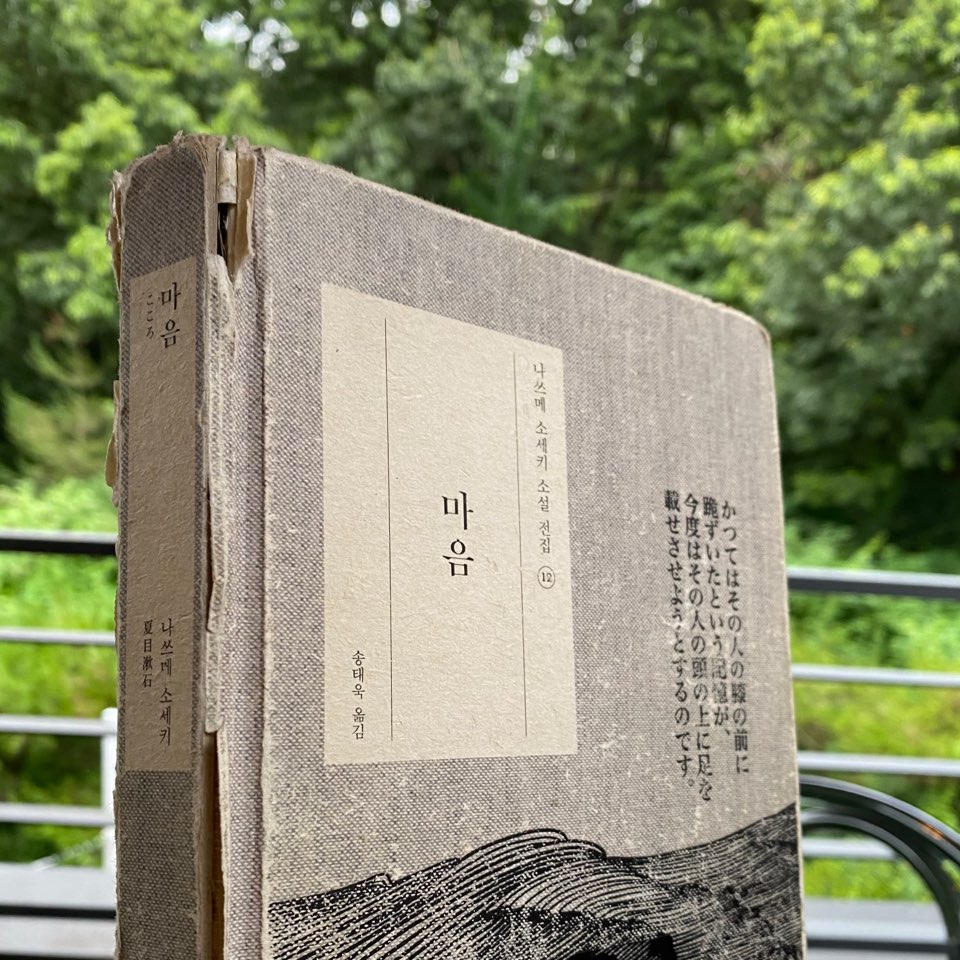 마음
こころ
나쓰메 소세키
夏目漱石
나쓰메 소세키 소설 전집 12
마음
송태욱 옮김
かつてはその人の膝の前に
跪ずいたという記憶が、
今度はその人の頭の上に足を
載せさせようとするのです。